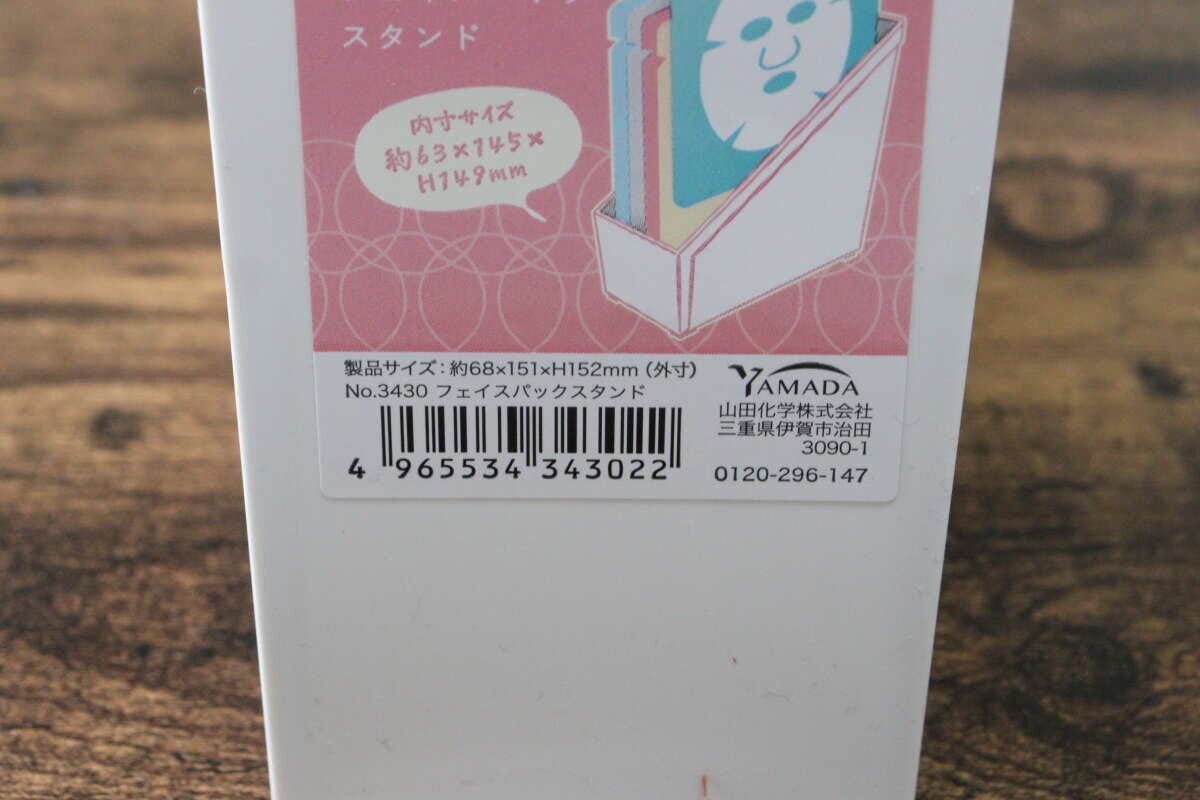 スタンド
内寸サイズ
約63×145×
H149mm
製品サイズ:約68×151×H152mm(外寸)
No.3430 フェイスパックスタンド
4 965534 343022
YAMADA
山田化学株式会社
三重県伊賀市治田
3090-1
0120-296-147